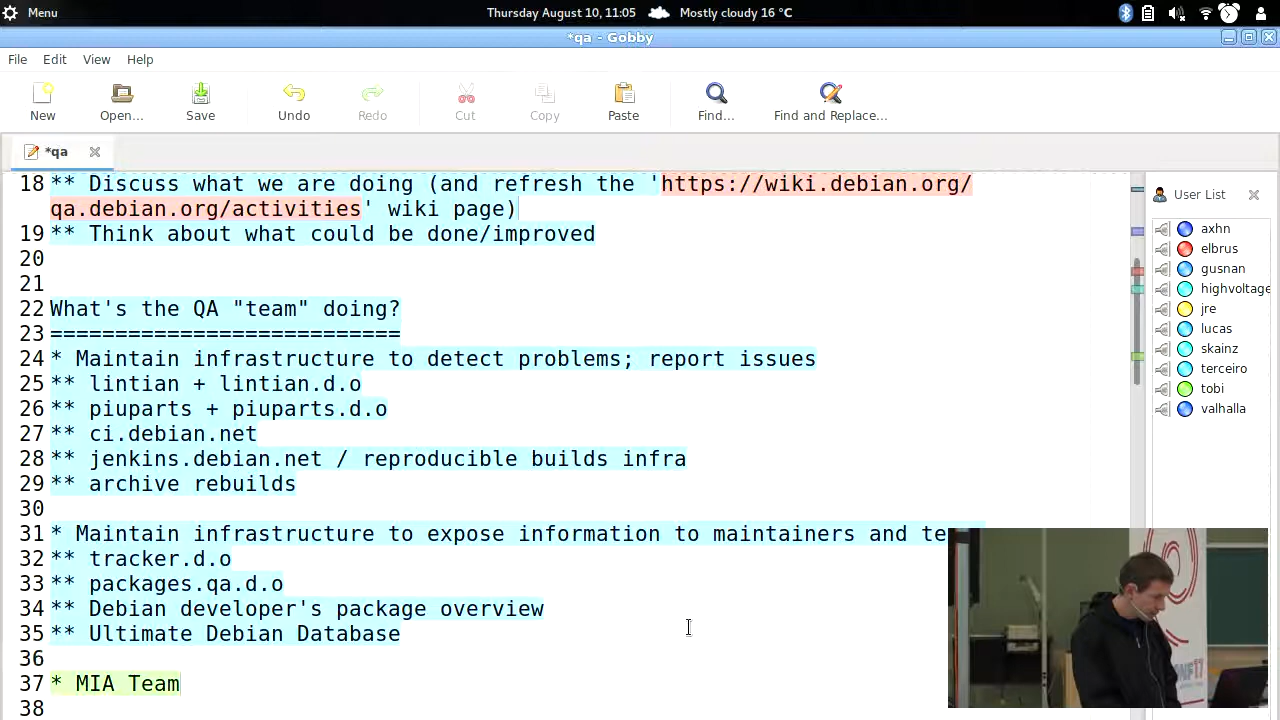 Menu
Thursday August 10, 11:05
Mostly cloudy 16 °C
*qa - Gobby
File Edit View Help
New Open... Save Undo Redo Cut Copy Paste Find... Find and Replace...
*qa
18 ** Discuss what we are doing (and refresh the 'https://wiki.debian.org/
qa.debian.org/activities' wiki page)
19 ** Think about what could be done/improved
20
21
22 What's the QA "team" doing?
23 ===========================
24 * Maintain infrastructure to detect problems; report issues
25 ** lintian + lintian.d.o
26 ** piuparts + piuparts.d.o
27 ** ci.debian.net
28 ** jenkins.debian.net / reproducible builds infra
29 ** archive rebuilds
30
31 * Maintain infrastructure to expose information to maintainers and te
32 ** tracker.d.o
33 ** packages.qa.d.o
34 ** Debian developer's package overview
35 ** Ultimate Debian Database
36
37 * MIA Team
38
User List
axhn
elbrus
gusnan
highvoltage
jre
lucas
skainz
terceiro
tobi
valhalla